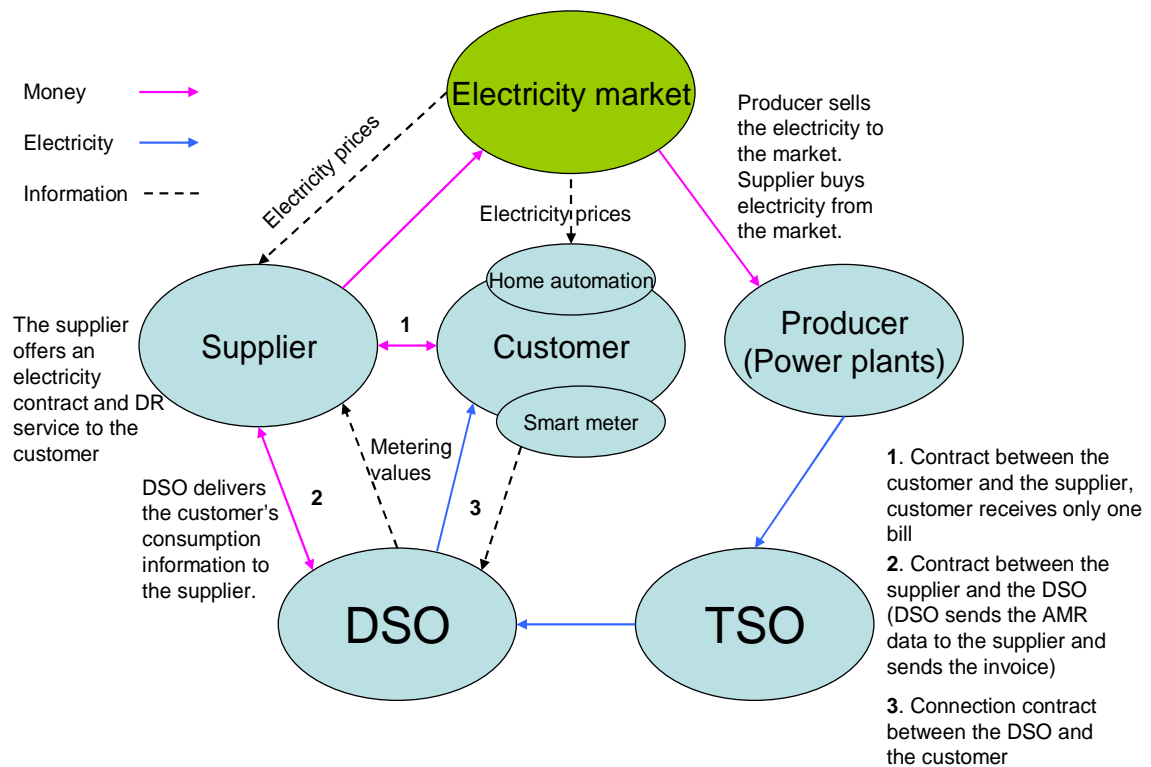 Money
Electricity
Information
Electricity market
Electricity prices
Electricity prices
Producer sells
the electricity to
the market.
Supplier buys
electricity from
the market.
Home automation
Supplier
1
Customer
Producer
(Power plants)
The supplier
offers an
electricity
contract and DR
service to the
customer
Smart meter
Metering
values
DSO delivers
the customer's
consumption
information to
the supplier.
2
3
DSO
TSO
1. Contract between the
customer and the supplier,
customer receives only one
bill
2. Contract between the
supplier and the DSO
(DSO sends the AMR
data to the supplier and
sends the invoice)
3. Connection contract
between the DSO and
the customer